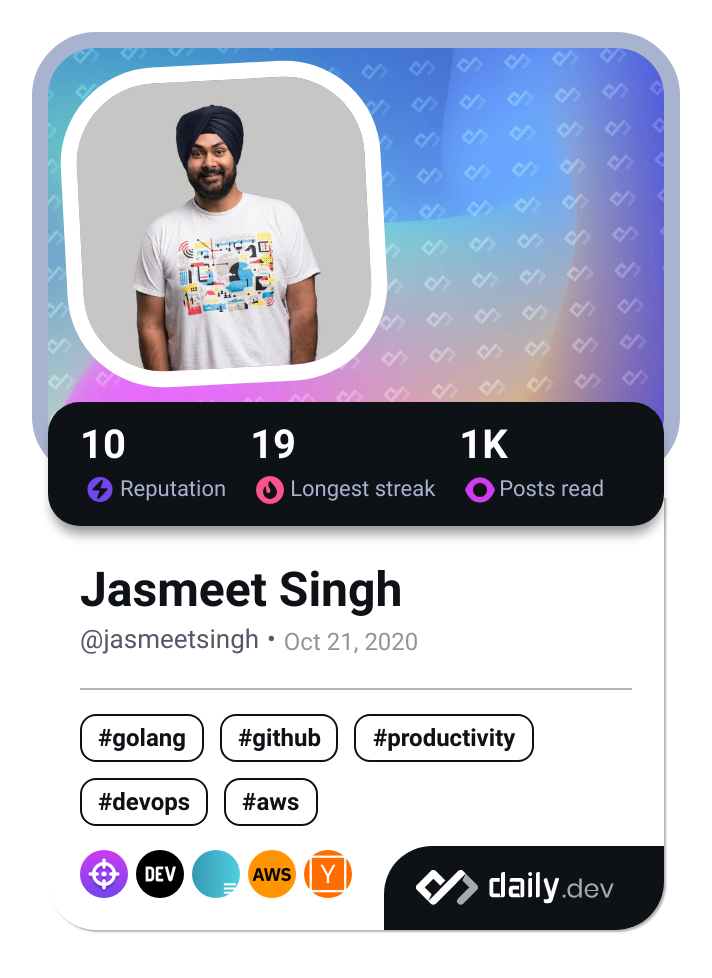 10 19 1K
Reputation Longest streak Posts read
Jasmeet Singh
@jasmeetsingh • Oct 21, 2020
#golang #github #productivity
#devops #aws
DEV AWS Y
daily.dev